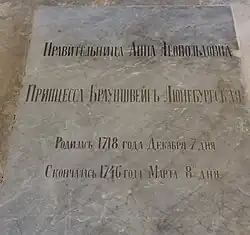 Правительница Анна Леопольдовна
Принцесса Брауншвейгъ Люнебургская
Родилась 1718 года Декабря 7 дня
Скончалась 1746 года Марта 8 дня.